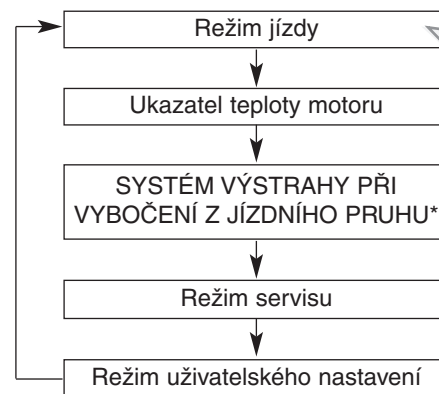 Režim jízdy
Ukazatel teploty motoru
SYSTÉM VÝSTRAHY PŘI
VYBOČENÍ Z JÍZDNÍHO PRUHU*
Režim servisu
Režim uživatelského nastavení